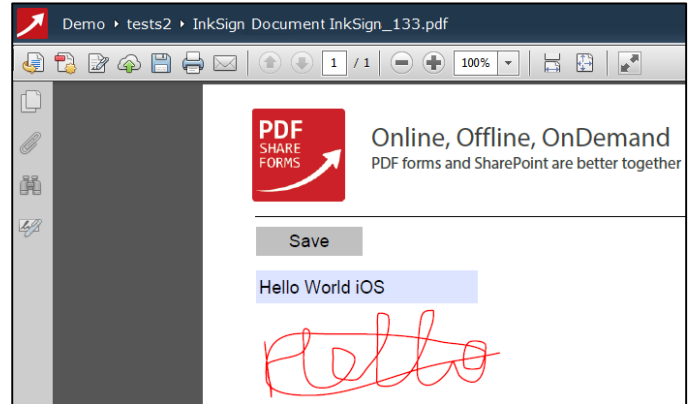 Demo ‣ tests2 ‣ InkSign Document InkSign_133.pdf
1 / 1 100%
PDF
SHARE
FORMS
Online, Offline, OnDemand
PDF forms and SharePoint are better together
Save
Hello World iOS
Hello